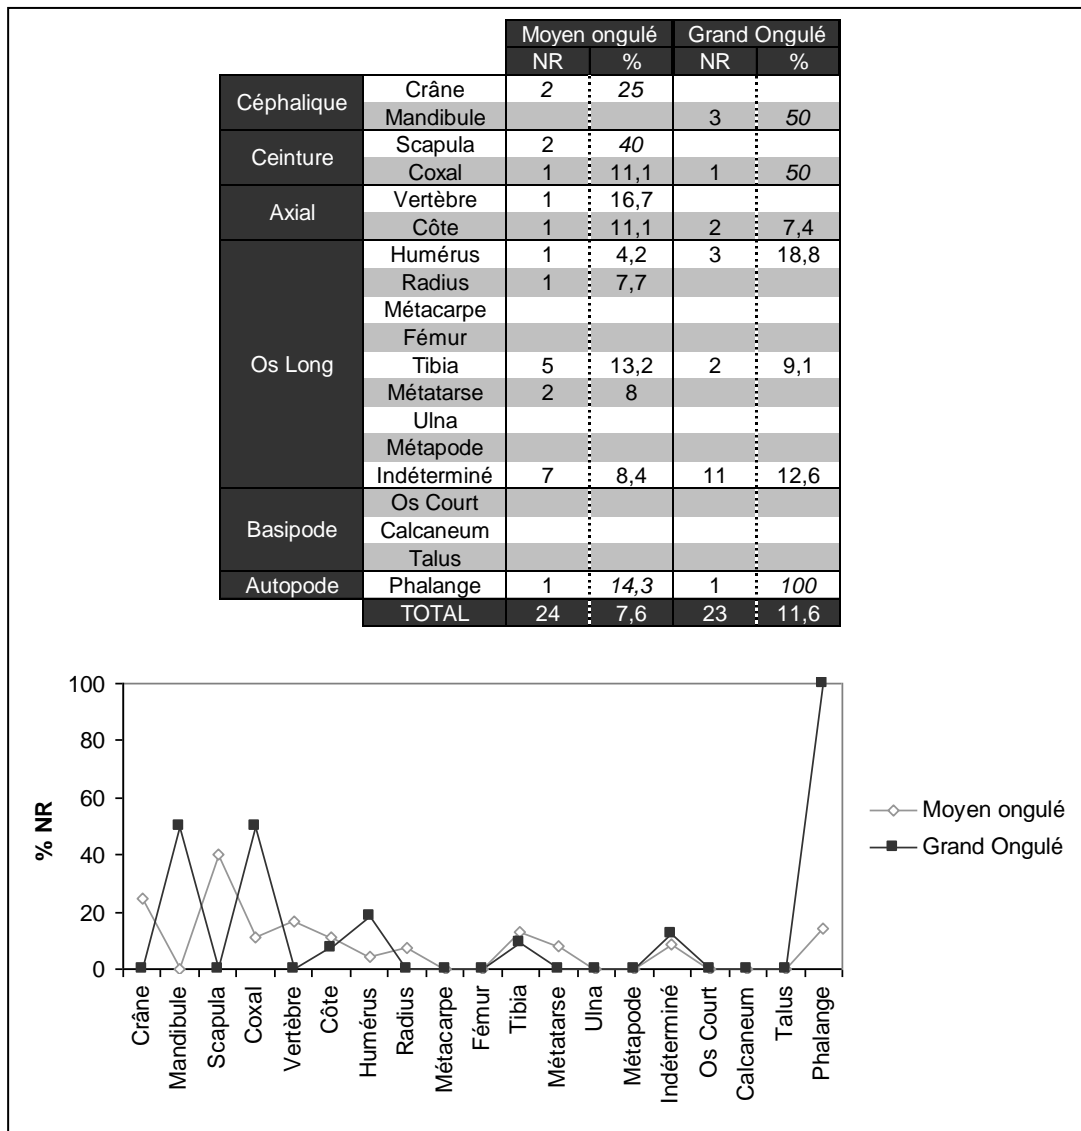 Moyen ongulé Grand Ongulé
NR % NR %
Céphalique
Crâne 2 25
Mandibule 3 50
Ceinture
Scapula 2 40
Coxal 1 11,1 1 50
Axial
Vertèbre 1 16,7
Côte 1 11,1 2 7,4
Os Long
Humérus 1 4,2 3 18,8
Radius 1 7,7
Métacarpe
Fémur
Tibia 5 13,2 2 9,1
Métatarse 2 8
Ulna
Métapode
Indéterminé 7 8,4 11 12,6
Basipode
Os Court
Calcaneum
Talus
Autopode Phalange 1 14,3 1 100
TOTAL 24 7,6 23 11,6
% NR
100
80
60
40
20
0
Crâne
Mandibule
Scapula
Coxal
Vertèbre
Côte
Humérus
Radius
Métacarpe
Fémur
Tibia
Métatarse
Ulna
Métapode
Indéterminé
Os Court
Calcaneum
Talus
Phalange
Moyen ongulé
Grand Ongulé